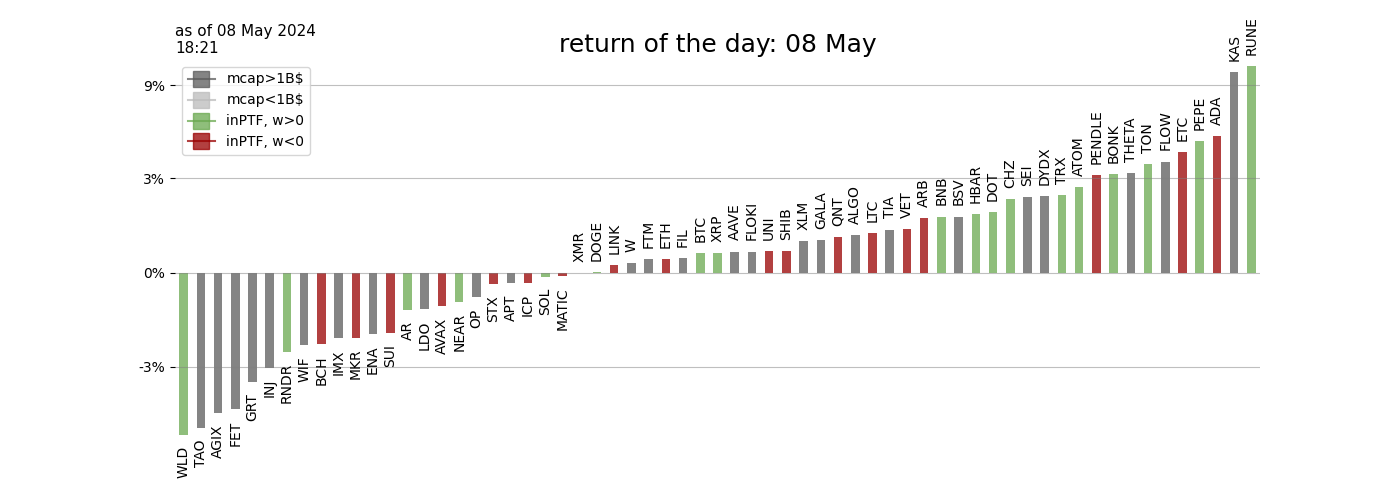 as of 08 May 2024
18:21
return of the day: 08 May
mcap>1B$
mcap<1B$
inPTF, w>0
inPTF, w<0
9%
3%
0%
-3%
WLD
TAO
AGIX
FET
GRT
INJ
RNDR
WIF
BCH
IMX
MKR
ENA
SUI
AR
LDO
AVAX
NEAR
OP
STX
APT
ICP
SOL
MATIC
XMR
DOGE
LINK
W
FTM
ETH
FIL
BTC
XRP
AAVE
FLOKI
UNI
SHIB
XLM
GALA
QNT
ALGO
LTC
TIA
VET
ARB
BNB
BSV
HBAR
DOT
CHZ
SEI
DYDX
TRX
ATOM
PENDLE
BONK
THETA
TON
FLOW
ETC
PEPE
ADA
KAS
RUNE